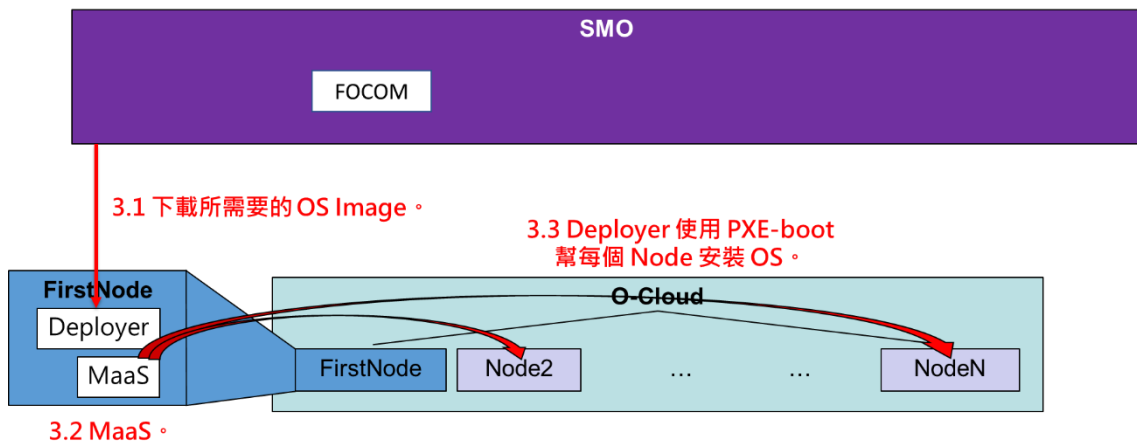 SMO
FOCOM
3.1 下載所需要的 OS Image。
3.3 Deployer 使用 PXE-boot
幫每個 Node 安裝 OS。
FirstNode
O-Cloud
Deployer
MaaS
FirstNode
Node2
…
…
NodeN
3.2 MaaS。